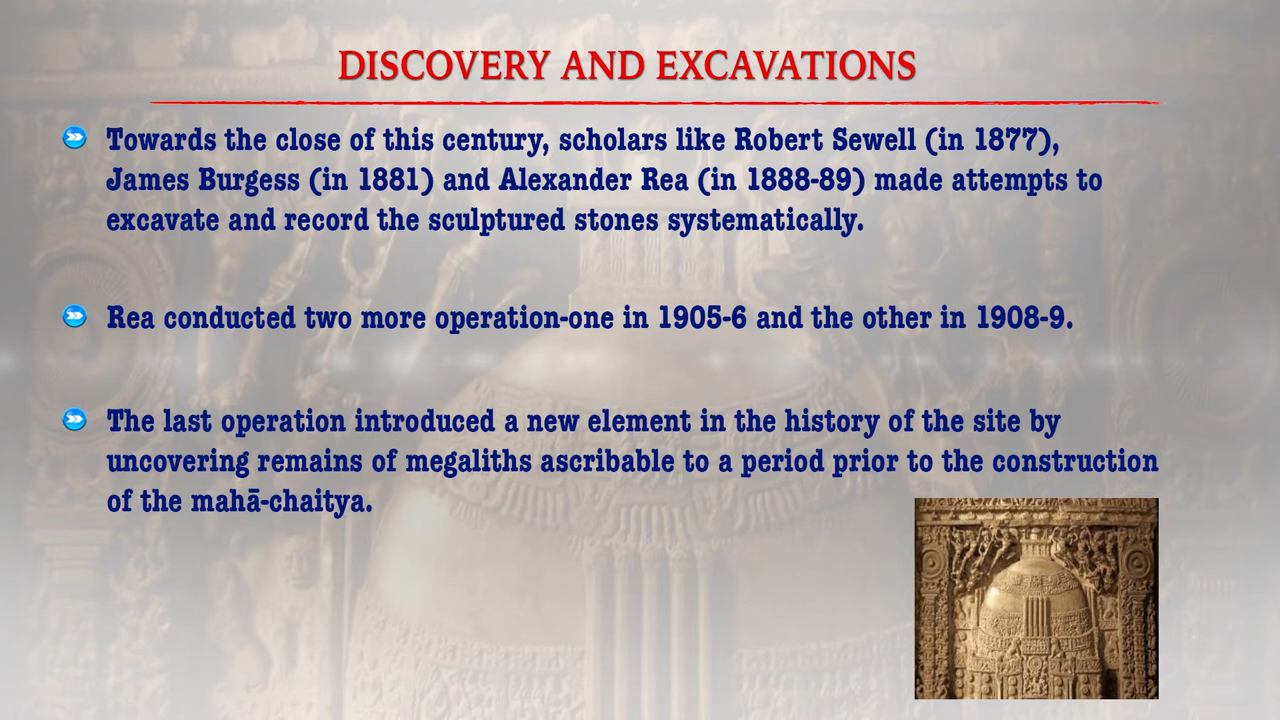 DISCOVERY AND EXCAVATIONS
Towards the close of this century, scholars like Robert Sewell (in 1877),
James Burgess (in 1881) and Alexander Rea (in 1888-89) made attempts to
excavate and record the sculptured stones systematically.
Rea conducted two more operation-one in 1905-6 and the other in 1908-9.
The last operation introduced a new element in the history of the site by
uncovering remains of megaliths ascribable to a period prior to the construction
of the mahā-chaitya.